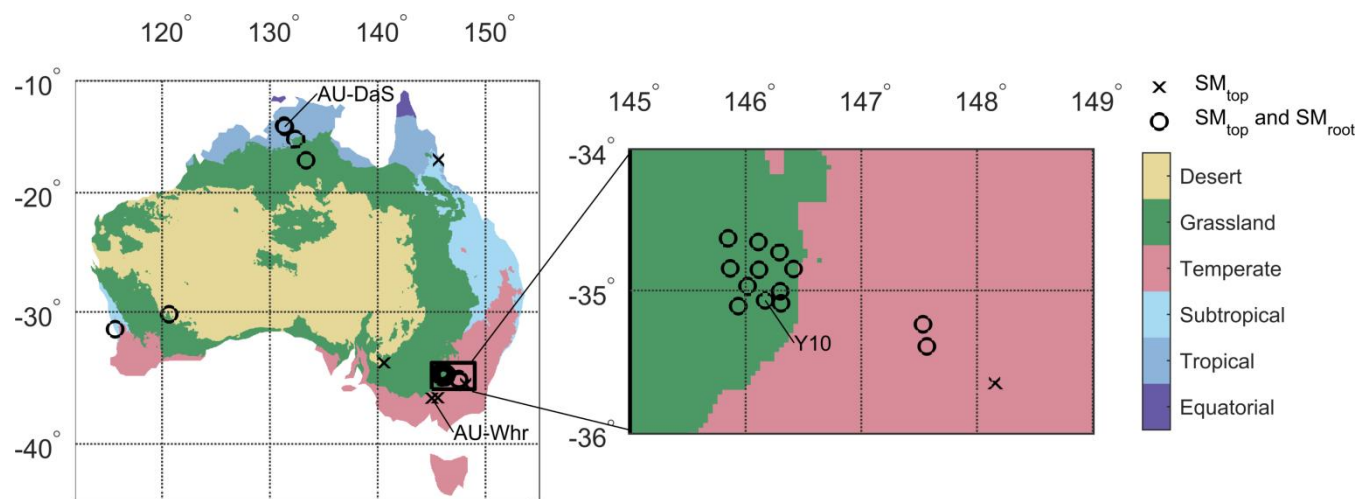 120° 130° 140° 150°
-10°
-20°
-30°
-40°
AU-DaS
AU-Whr
145° 146° 147° 148° 149°
-34°
-35°
-36°
Y10
SMtop
SMtop and SMroot
Desert
Grassland
Temperate
Subtropical
Tropical
Equatorial